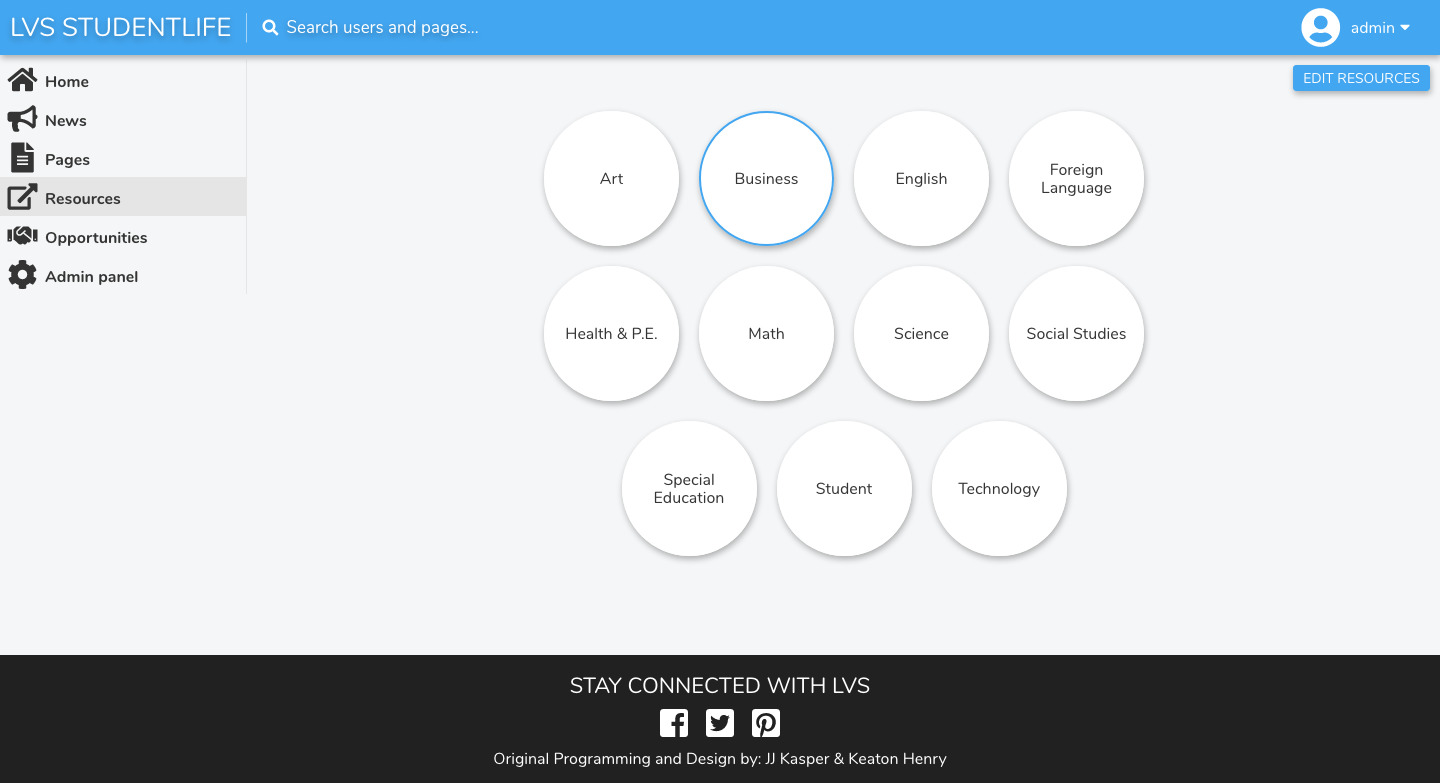 LVS STUDENTLIFE
Search users and pages...
admin
Home
News
Pages
Resources
Opportunities
Admin panel
EDIT RESOURCES
Art
Business
English
Foreign
Language
Health & P.E.
Math
Science
Social Studies
Special
Education
Student
Technology
STAY CONNECTED WITH LVS
Original Programming and Design by: JJ Kasper & Keaton Henry